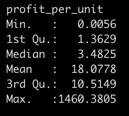 profit_per_unit
Min.   :   0.0056
1st Qu.:   1.3629
Median :   3.4825
Mean   :  18.0778
3rd Qu.:  10.5149
Max.   :1460.3805